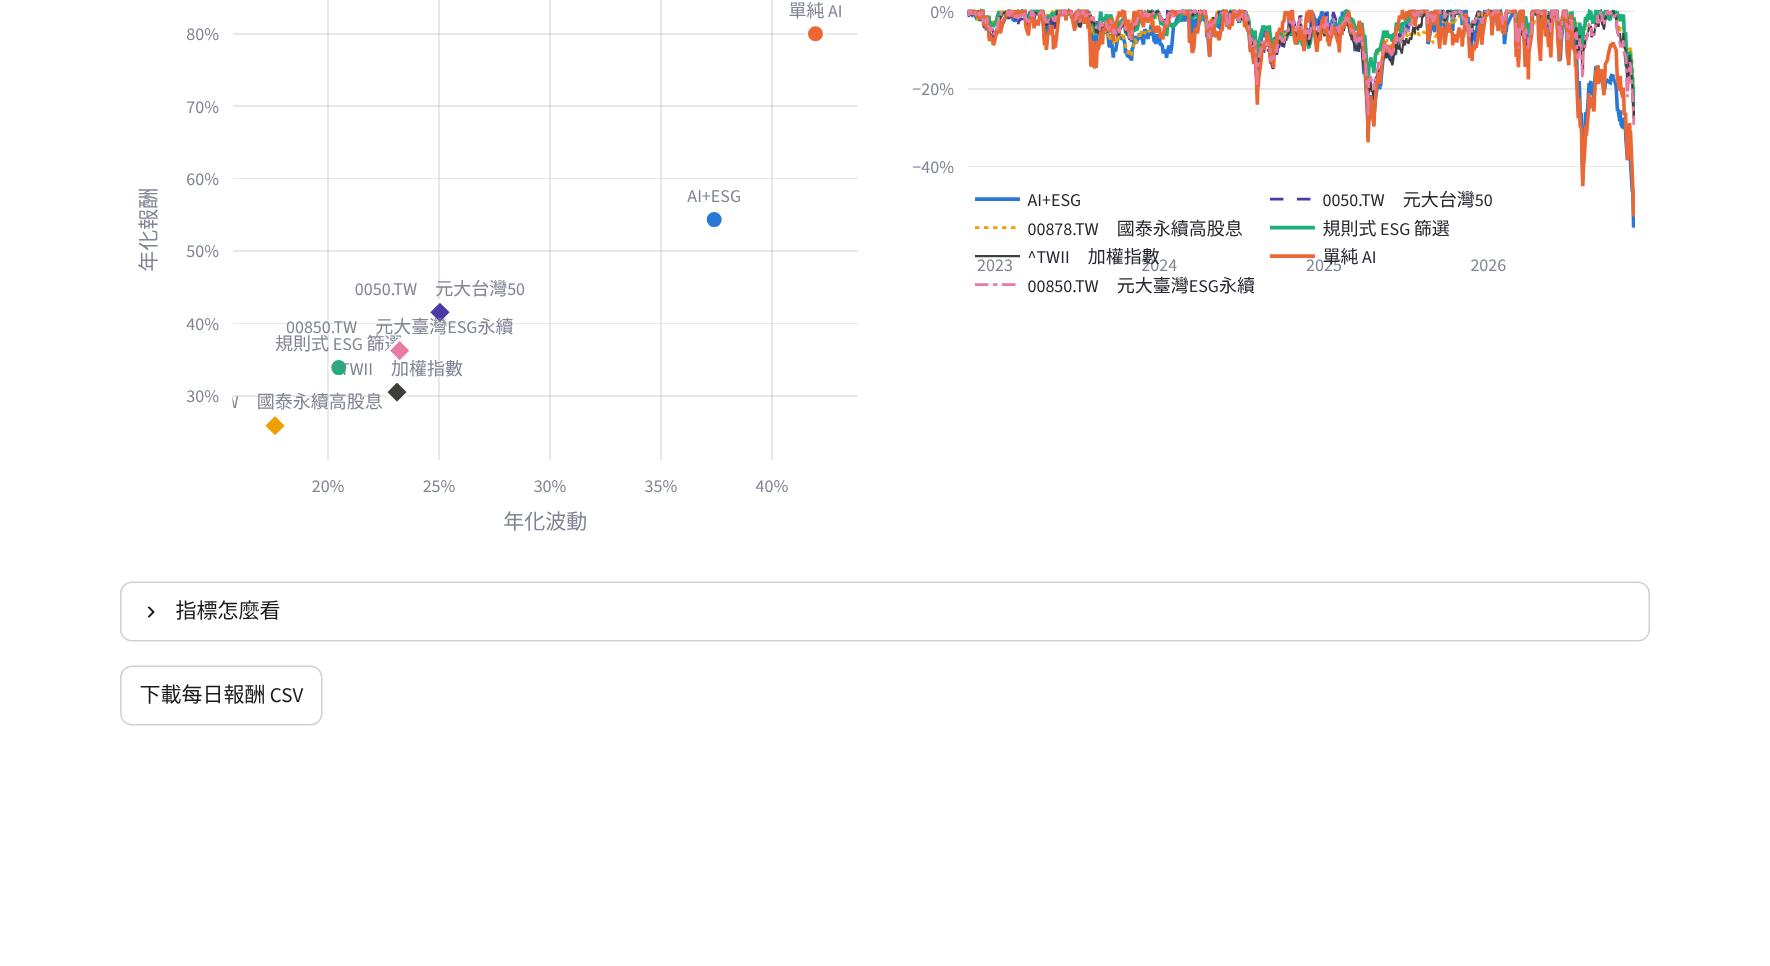 單純 AI
80%
70%
60%
50%
40%
30%
年化報酬
AI+ESG
0050.TW 元大台灣50
00850.TW 元大臺灣ESG永續
規則式 ESG 篩選
TWII 加權指數
國泰永續高股息
20%
25%
30%
35%
40%
年化波動
0%
−20%
−40%
AI+ESG
0050.TW 元大台灣50
00878.TW 國泰永續高股息
規則式 ESG 篩選
^TWII 加權指數
單純 AI
2023
2024
2025
2026
00850.TW 元大臺灣ESG永續
指標怎麼看
下載每日報酬 CSV